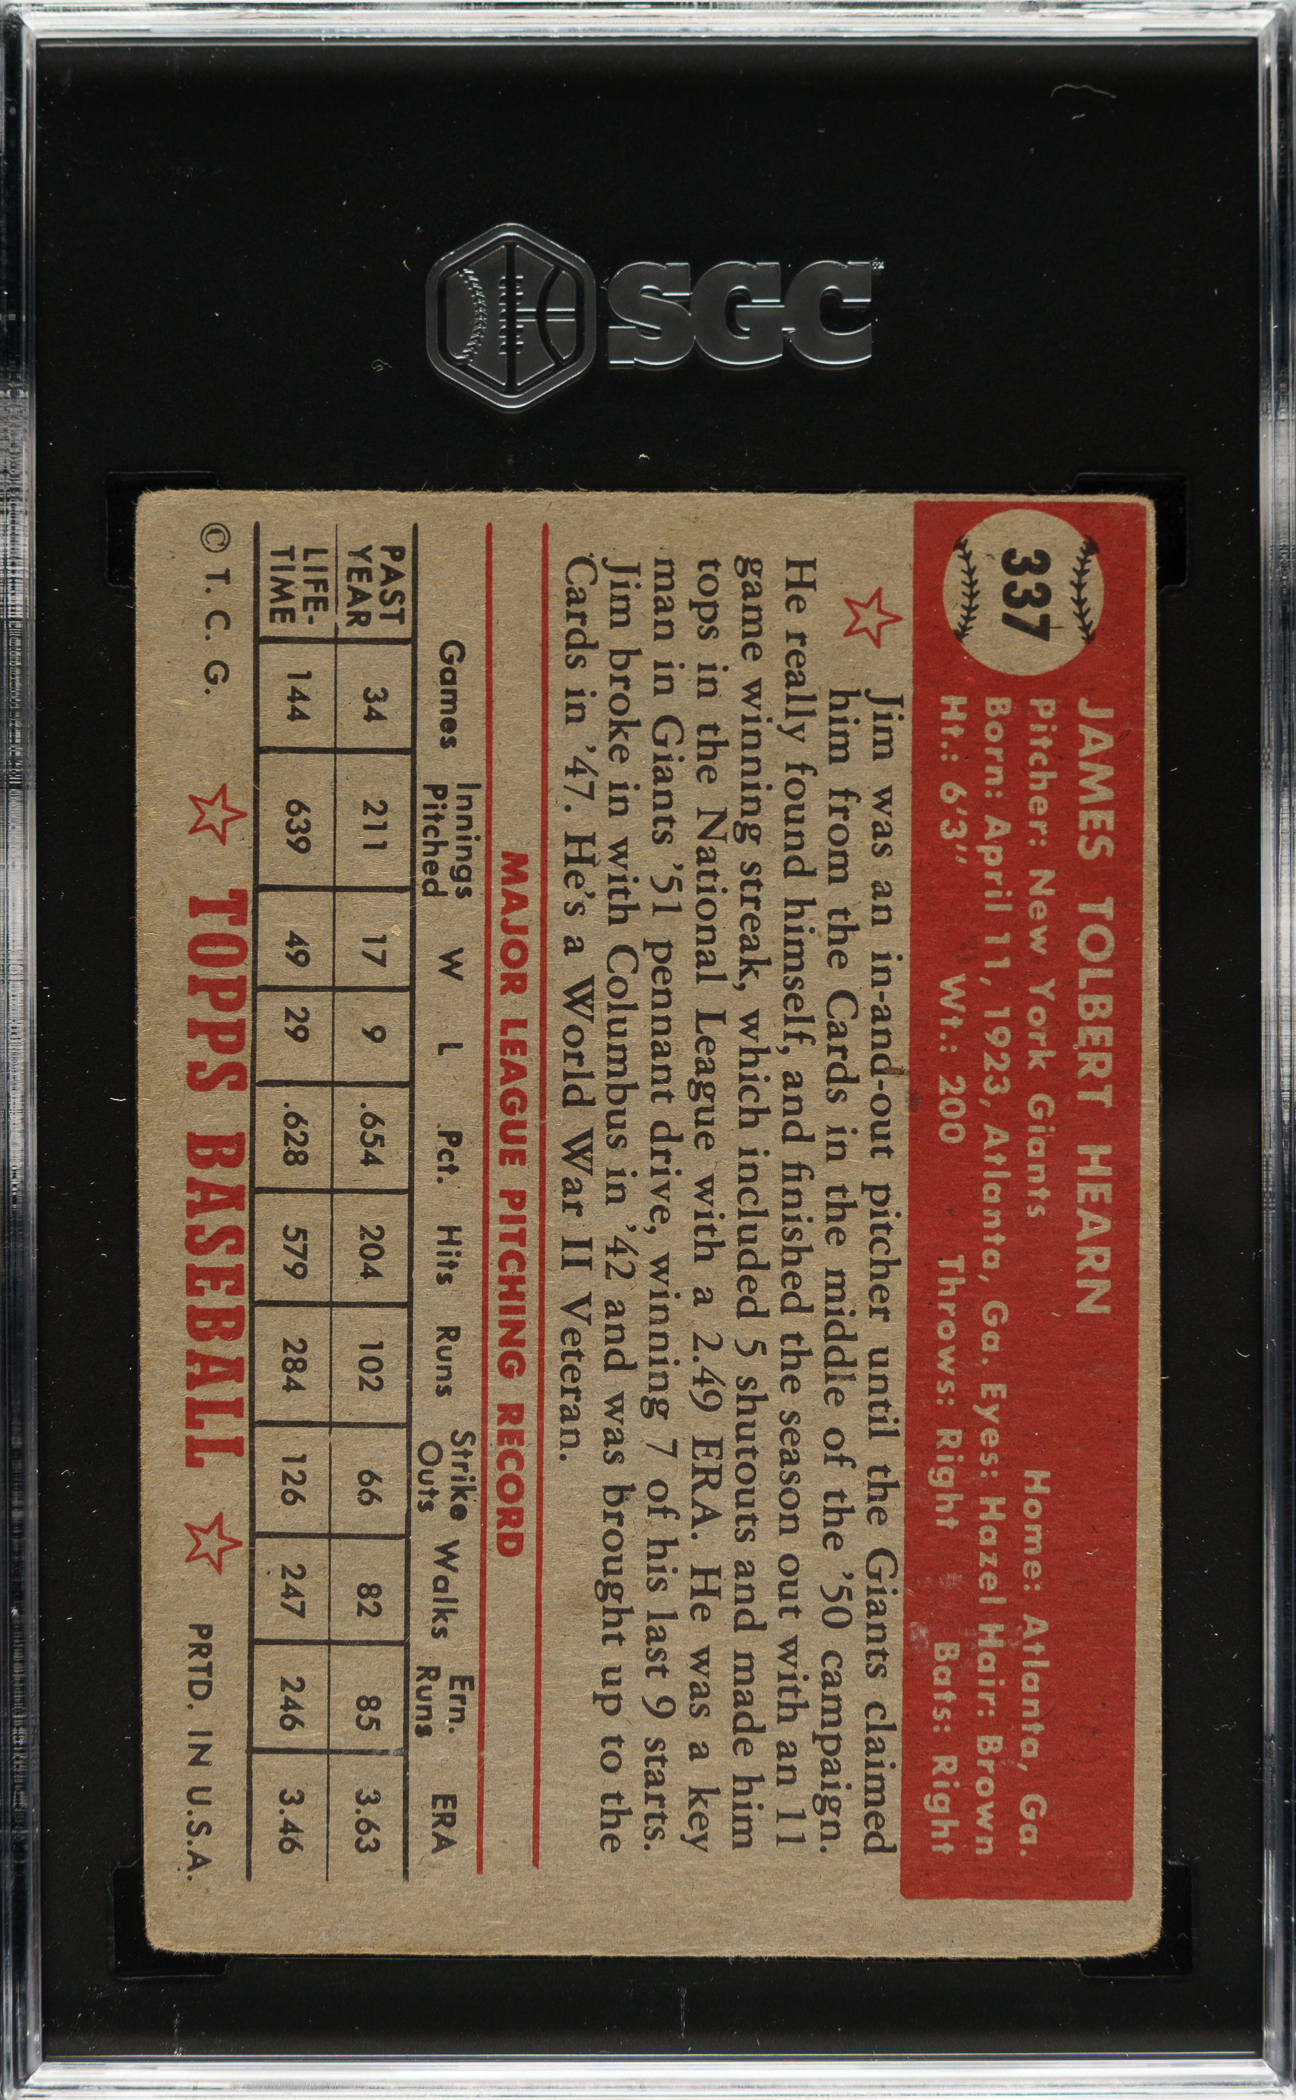 SGC
337
JAMES TOLBERT HEARN
Pitcher: New York Giants Home: Atlanta, Ga.
Born: April 11, 1923, Atlanta, Ga. Eyes: Hazel Hair: Brown
Ht.: 6'3" Wt.: 200 Throws: Right Bats: Right
Jim was an in-and-out pitcher until the Giants claimed
him from the Cards in the middle of the '50 campaign.
He really found himself, and finished the season out with an 11
game winning streak, which included 5 shutouts and made him
tops in the National League with a 2.49 ERA. He was a key
man in Giants '51 pennant drive, winning 7 of his last 9 starts.
Jim broke in with Columbus in '42 and was brought up to the
Cards in '47. He's a World War II Veteran.
MAJOR LEAGUE PITCHING RECORD
Games Innings Pitched W L Pct. Hits Runs Strike Outs Walks Ern. Runs ERA
PAST YEAR 34 211 17 9 .654 204 102 66 82 85 3.63
LIFE-TIME 144 639 49 29 .628 579 284 126 247 246 3.46
© T. C. G. TOPPS BASEBALL PRTD. IN U.S.A.